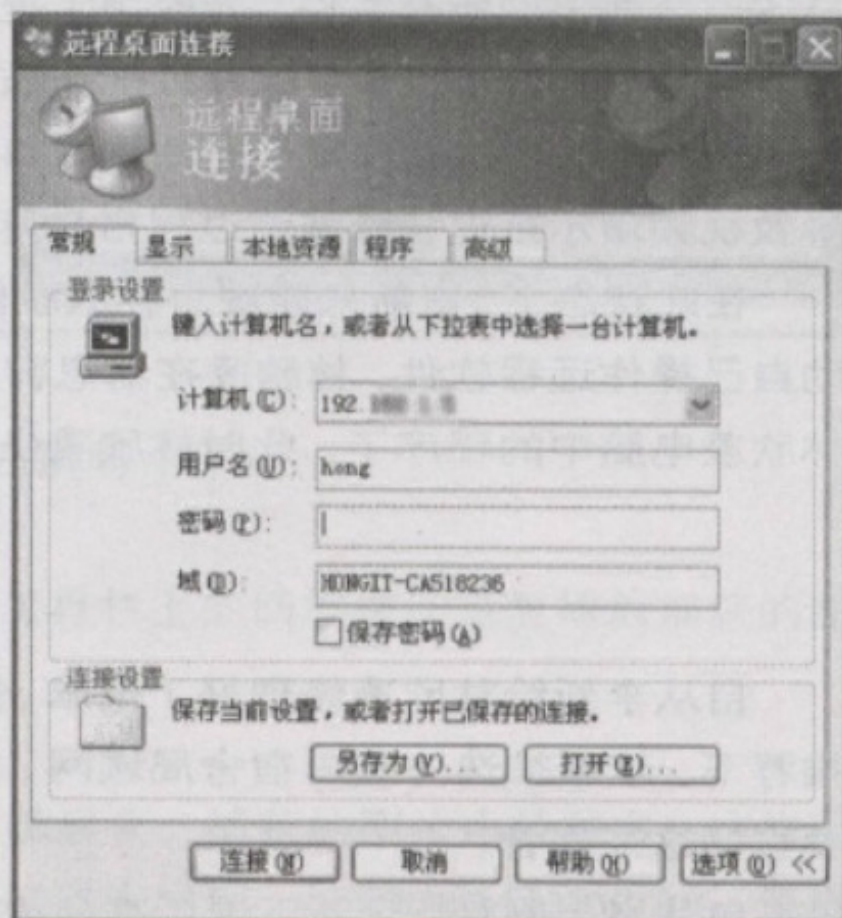 远程桌面连接
远程桌面
连接
常规 显示 本地资源 程序 高级
登录设置
键入计算机名，或者从下拉表中选择一台计算机。
计算机(C)： 192.
用户名(U)： hong
密码(P)：
域(D)： HONGIT-CA518236
保存密码(A)
连接设置
保存当前设置，或者打开已保存的连接。
另存为(V)... 打开(E)...
连接(N) 取消 帮助(H) 选项(O) <<